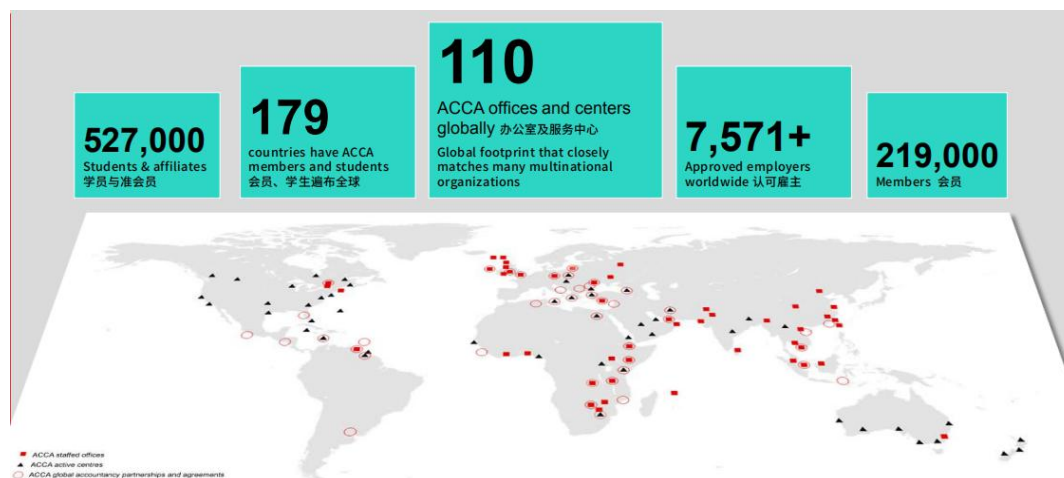 527,000
Students & affiliates
学员与准会员
179
countries have ACCA
members and students
会员、学生遍布全球
110
ACCA offices and centers
globally 办公室及服务中心
Global footprint that closely
matches many multinational
organizations
7,571+
Approved employers
worldwide 认可雇主
219,000
Members 会员
ACCA staffed offices
ACCA active centres
ACCA global accountancy partnerships and agreements